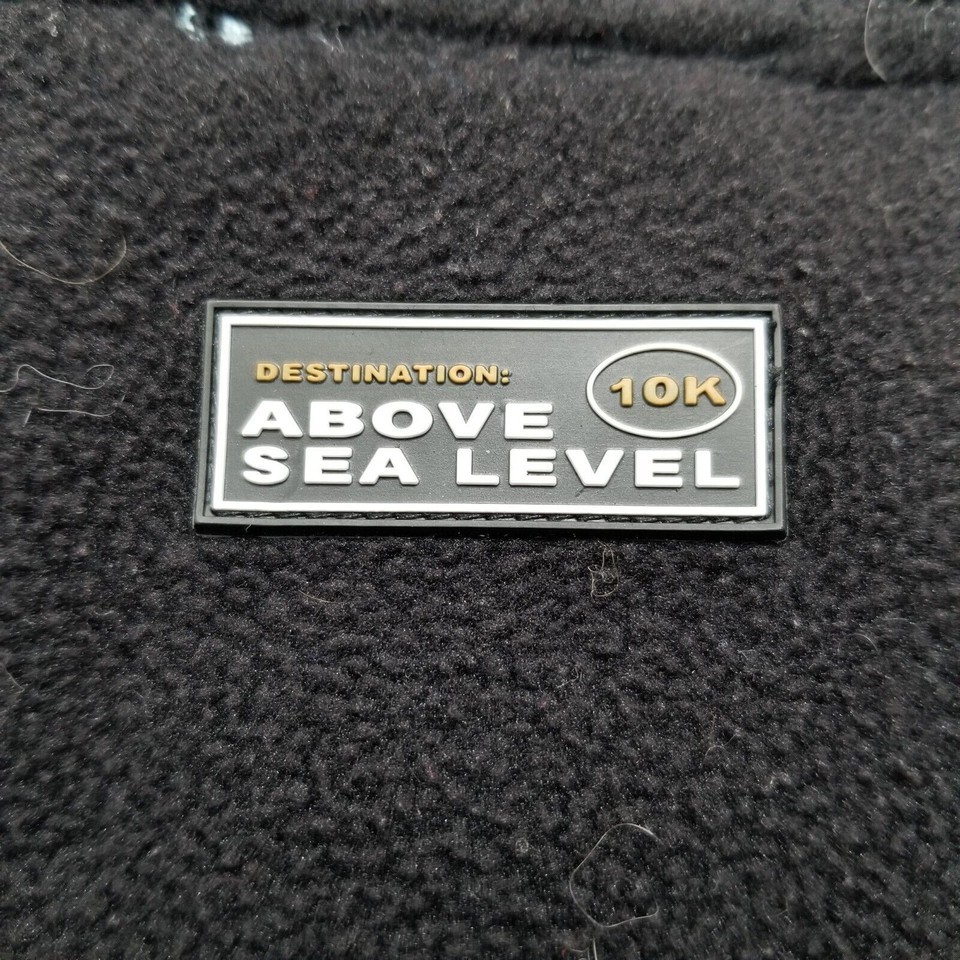 DESTINATION:
10K
ABOVE
SEA LEVEL